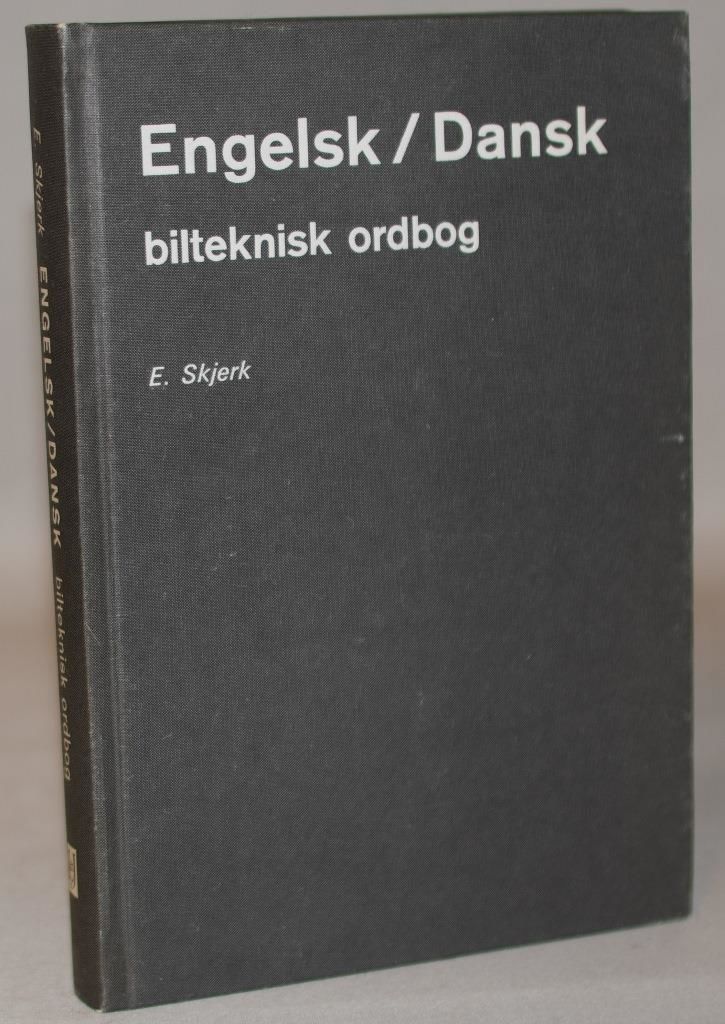 Engelsk / Dansk
bilteknisk ordbog
E. Skjerk
E. Skjerk ENGELSK/DANSK bilteknisk ordbog